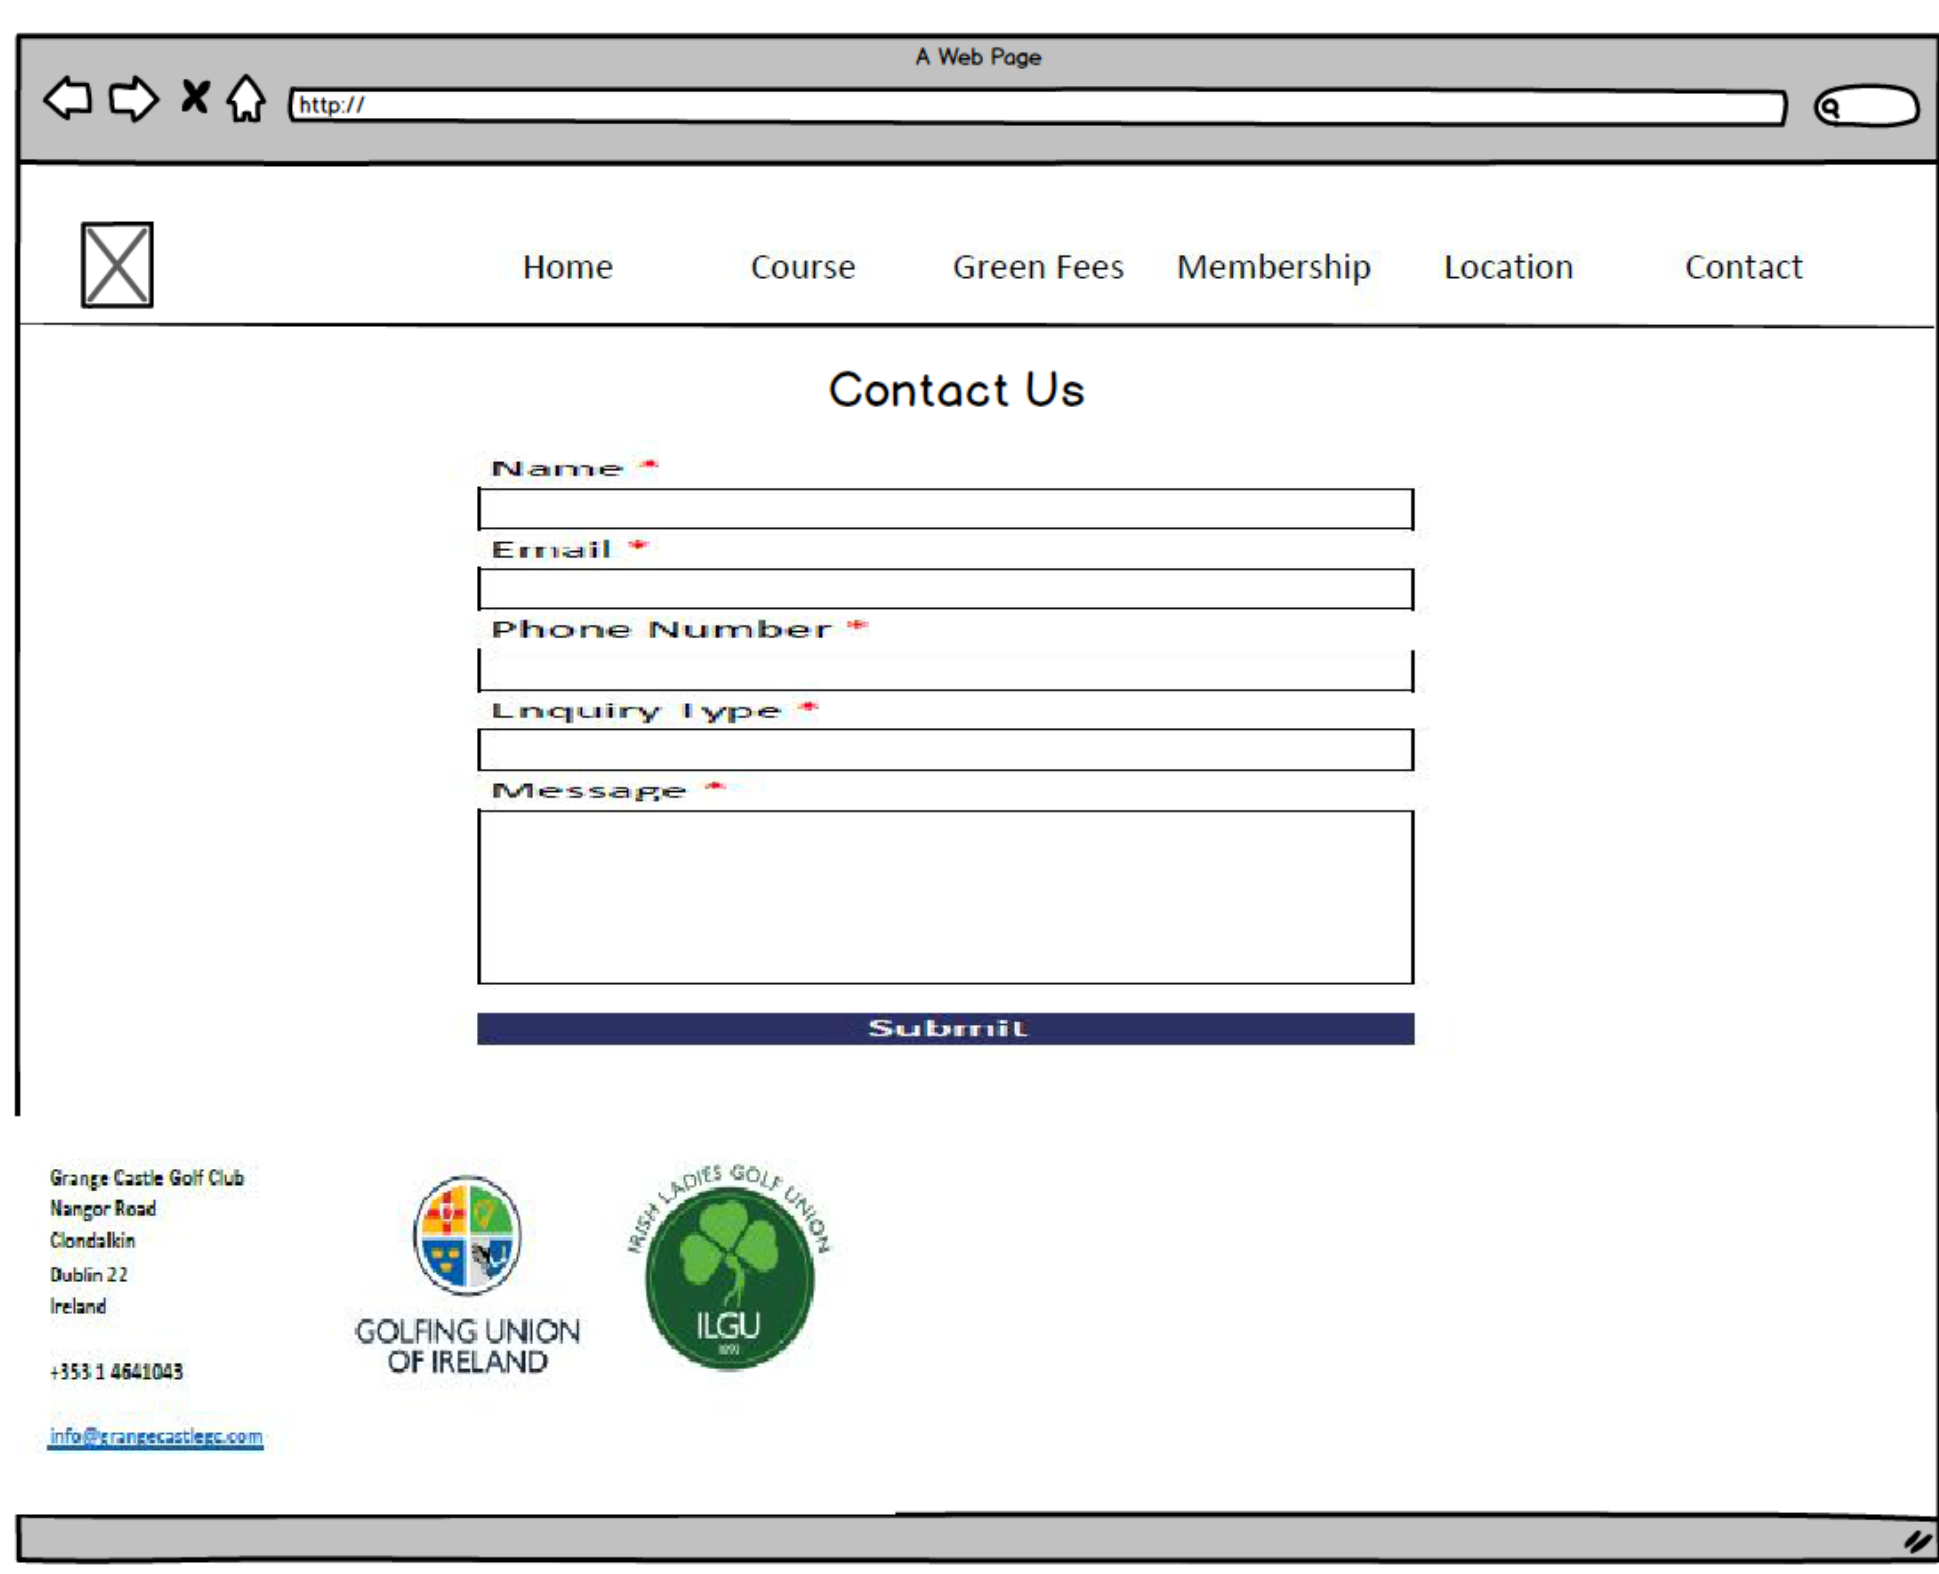 A Web Page
http://
Home Course Green Fees Membership Location Contact
Contact Us
Name *
Email *
Phone Number *
Enquiry Type *
Message *
Submit
Grange Castle Golf Club
Nangor Road
Clondalkin
Dublin 22
Ireland
+353 1 4641043
info@grangecastlegc.com
GOLFING UNION
OF IRELAND
IRISH LADIES GOLF UNION
ILGU